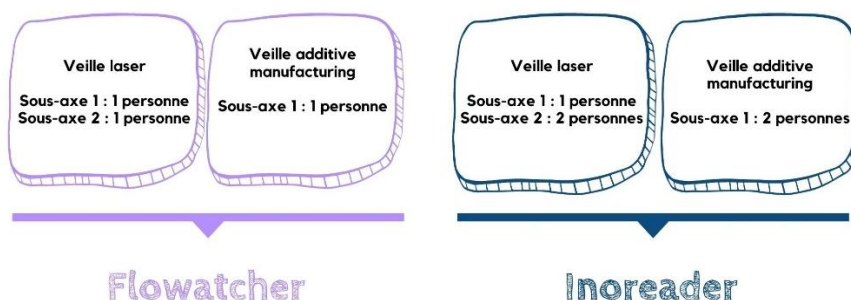 Veille laser
Sous-axe 1 : 1 personne
Sous-axe 2 : 1 personne
Veille additive
manufacturing
Sous-axe 1 : 1 personne
Veille laser
Sous-axe 1 : 1 personne
Sous-axe 2 : 2 personnes
Veille additive
manufacturing
Sous-axe 1 : 2 personnes
Flowatcher
Inoreader